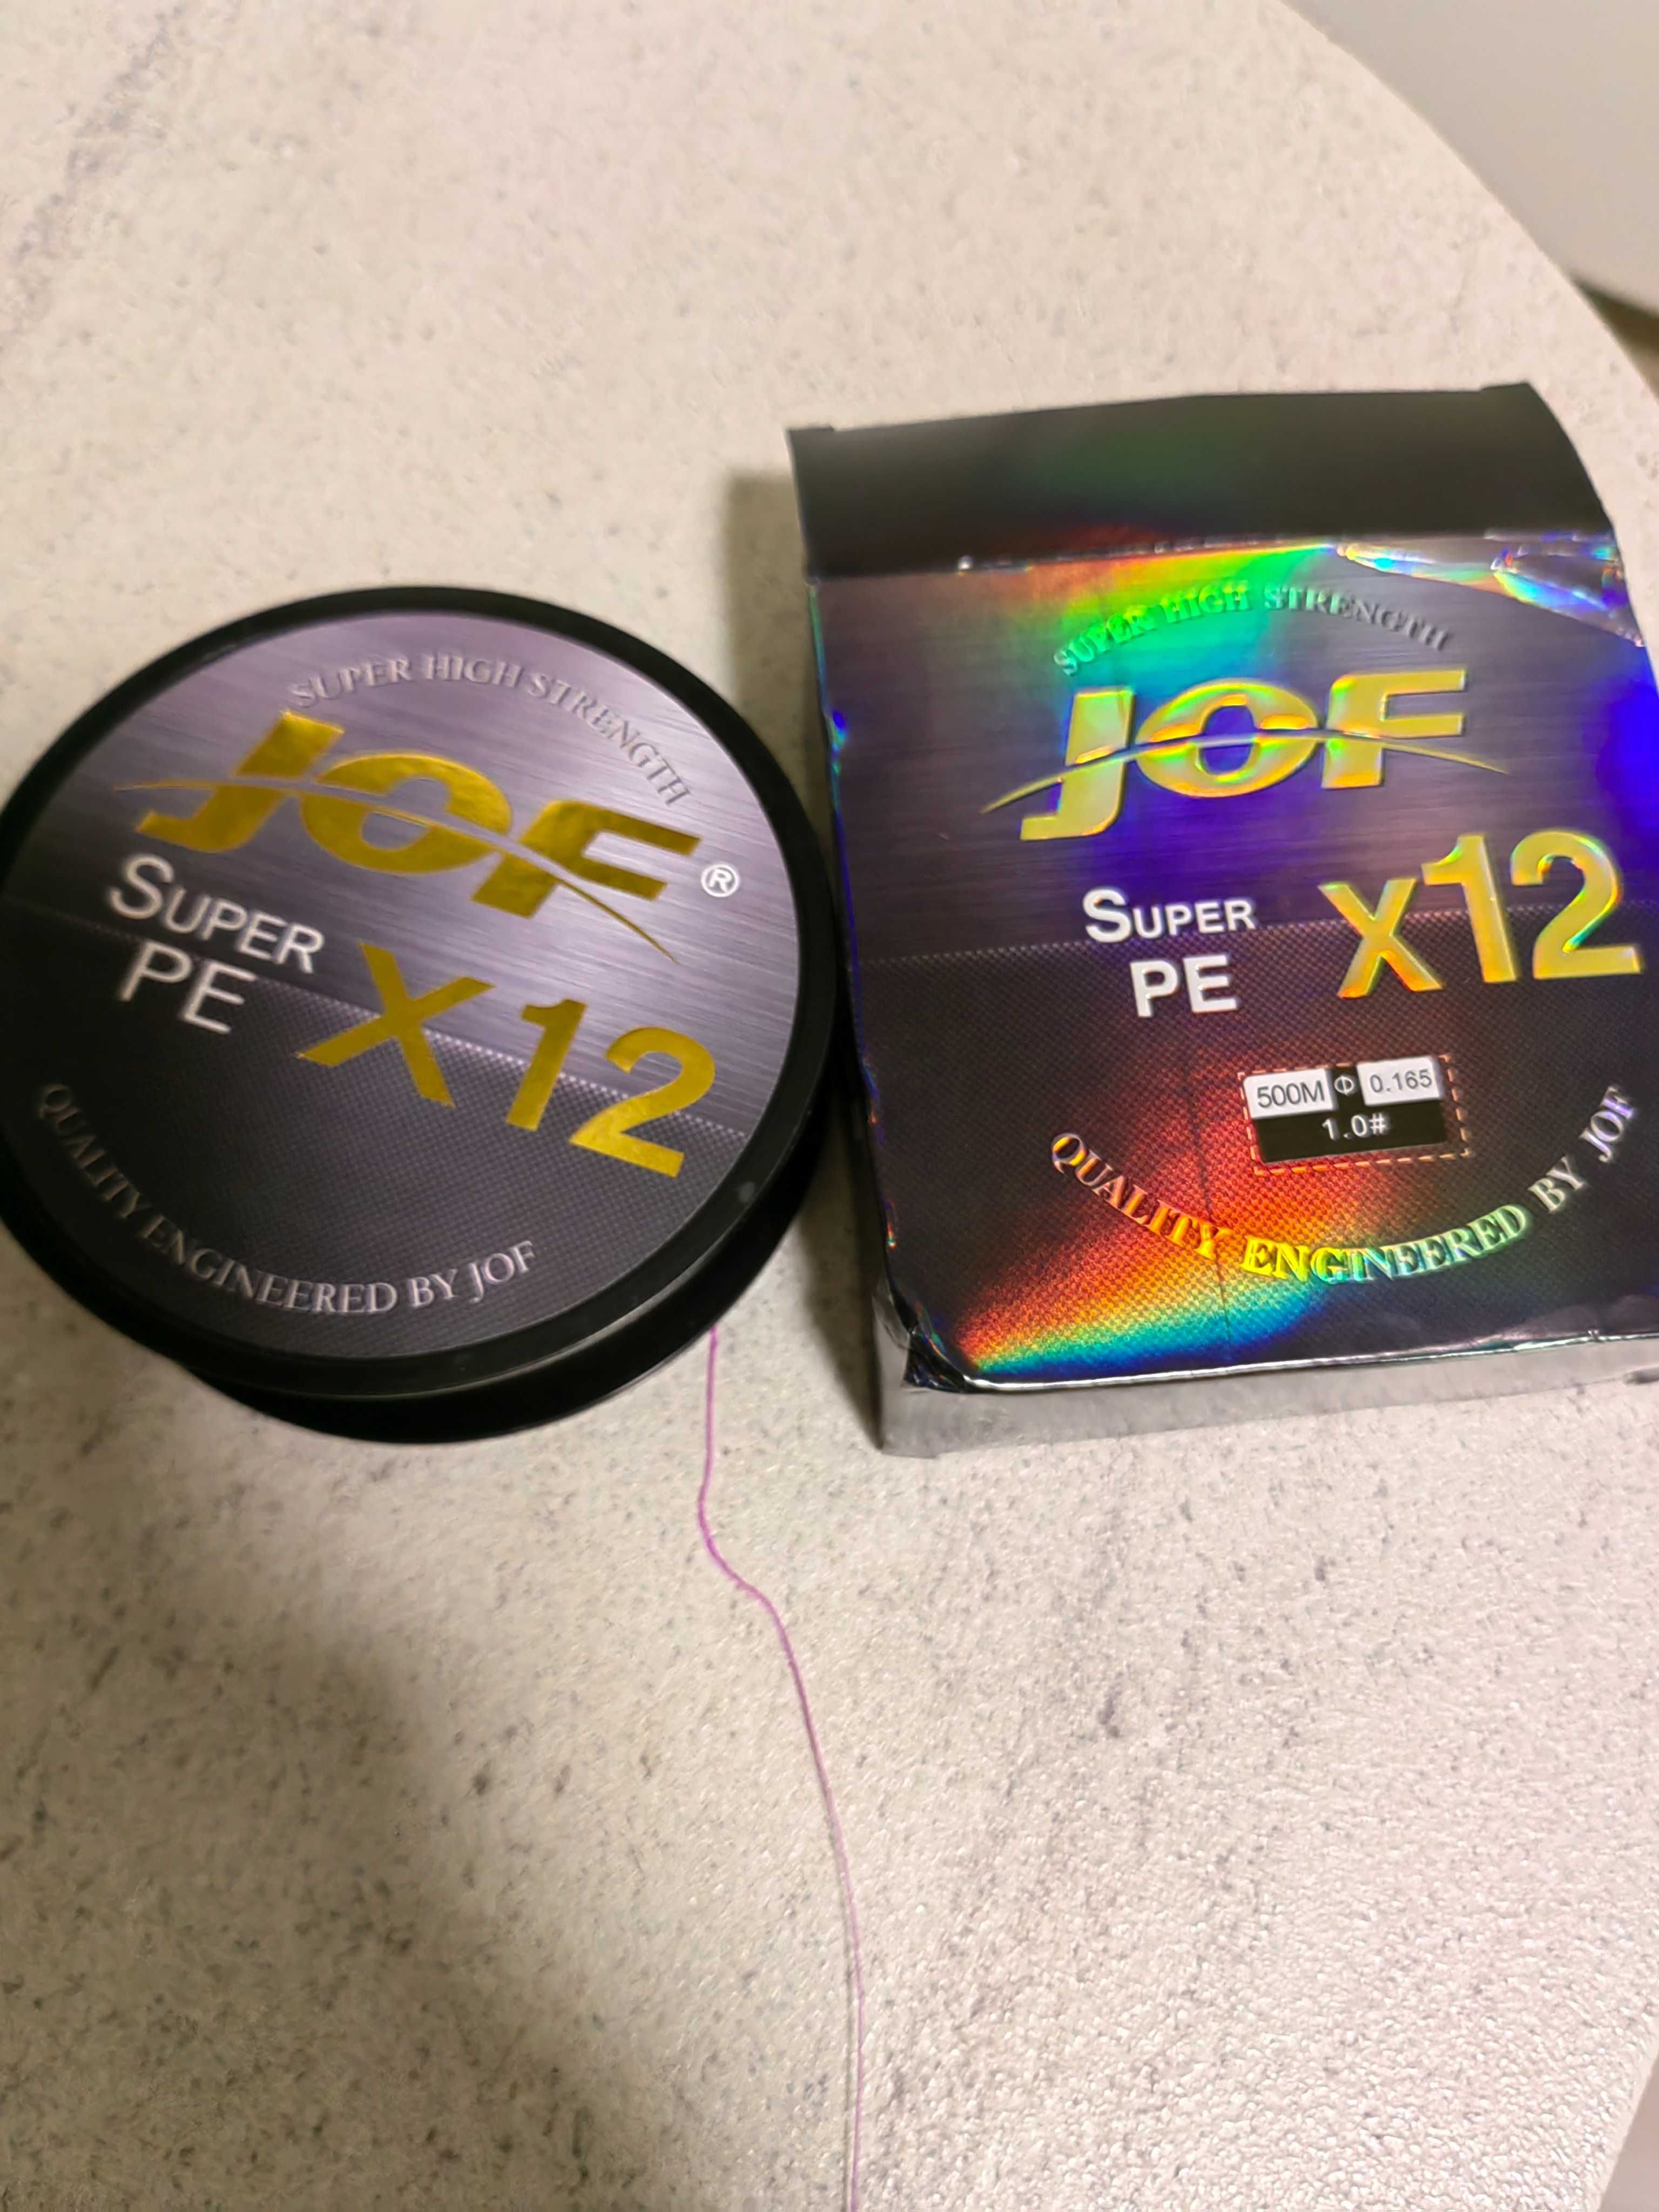 SUPER HIGH STRENGTH
JOF®
SUPER
PE
X12
QUALITY ENGINEERED BY JOF
SUPER HIGH STRENGTH
JOF
SUPER
PE
X12
500M Φ 0.165
1.0#
QUALITY ENGINEERED BY JOF